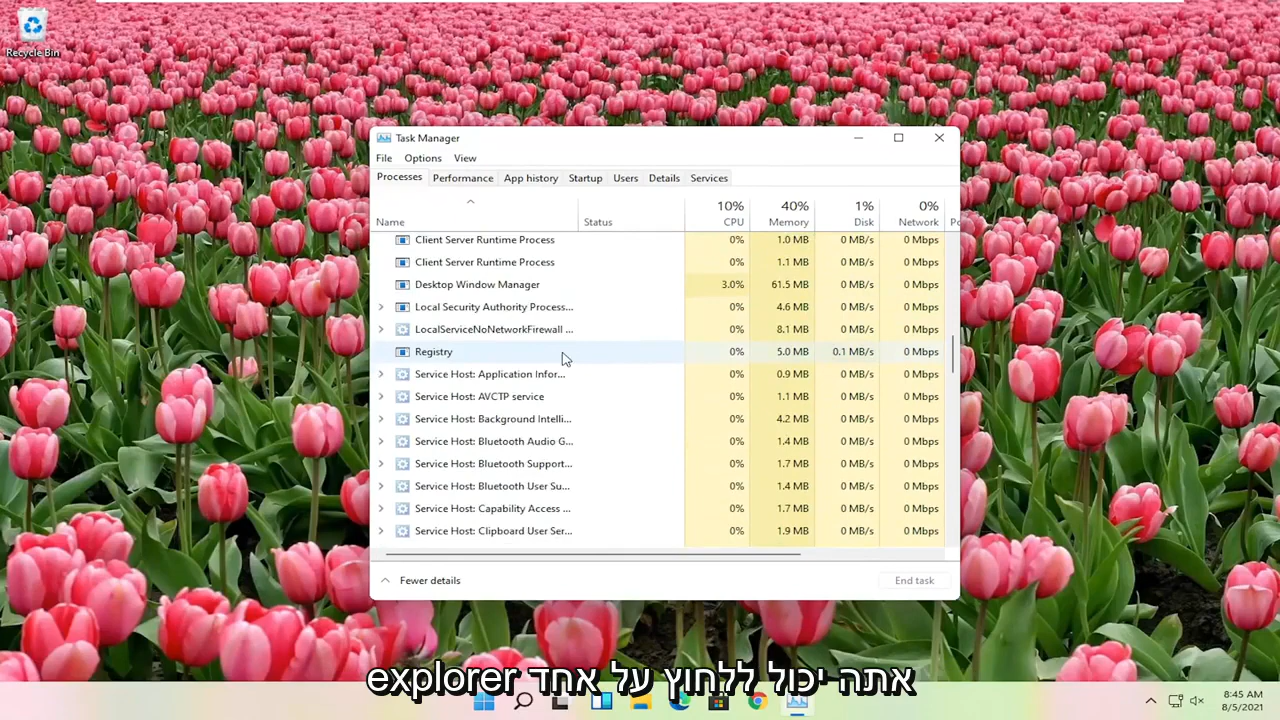 Recycle Bin
Task Manager
File Options View
Processes Performance App history Startup Users Details Services
10% 40% 1% 0%
Name Status CPU Memory Disk Network Po
Client Server Runtime Process 0% 1.0 MB 0 MB/s 0 Mbps
Client Server Runtime Process 0% 1.1 MB 0 MB/s 0 Mbps
Desktop Window Manager 3.0% 61.5 MB 0 MB/s 0 Mbps
Local Security Authority Process... 0% 4.6 MB 0 MB/s 0 Mbps
LocalServiceNoNetworkFirewall ... 0% 8.1 MB 0 MB/s 0 Mbps
Registry 0% 5.0 MB 0.1 MB/s 0 Mbps
Service Host: Application Infor... 0% 0.9 MB 0 MB/s 0 Mbps
Service Host: AVCTP service 0% 1.1 MB 0 MB/s 0 Mbps
Service Host: Background Intelli... 0% 4.2 MB 0 MB/s 0 Mbps
Service Host: Bluetooth Audio G... 0% 1.4 MB 0 MB/s 0 Mbps
Service Host: Bluetooth Support... 0% 1.7 MB 0 MB/s 0 Mbps
Service Host: Bluetooth User Su... 0% 1.4 MB 0 MB/s 0 Mbps
Service Host: Capability Access ... 0% 1.7 MB 0 MB/s 0 Mbps
Service Host: Clipboard User Ser... 0% 1.9 MB 0 MB/s 0 Mbps
Fewer details End task
אתה יכול ללחוץ על אחד explorer
8:45 AM
8/5/2021